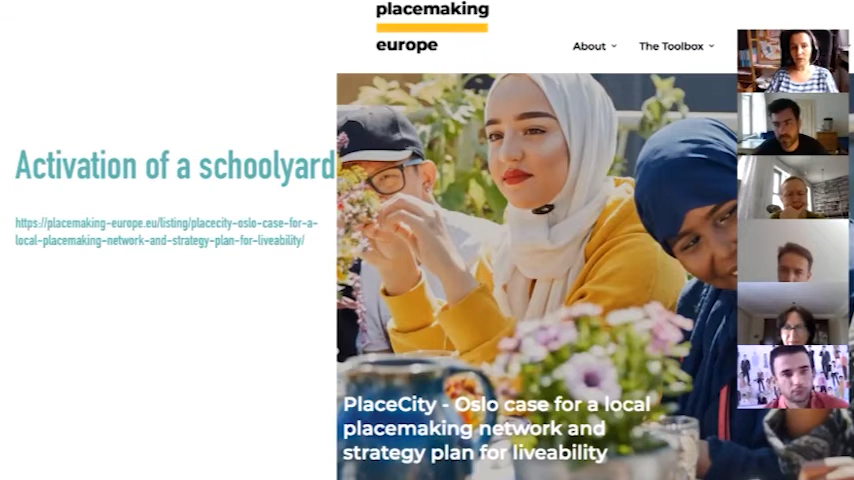 placemaking
europe
About
The Toolbox
Activation of a schoolyard
https://placemaking-europe.eu/listing/placecity-oslo-case-for-a-
local-placemaking-network-and-strategy-plan-for-liveability/
PlaceCity - Oslo case for a local
placemaking network and
strategy plan for liveability